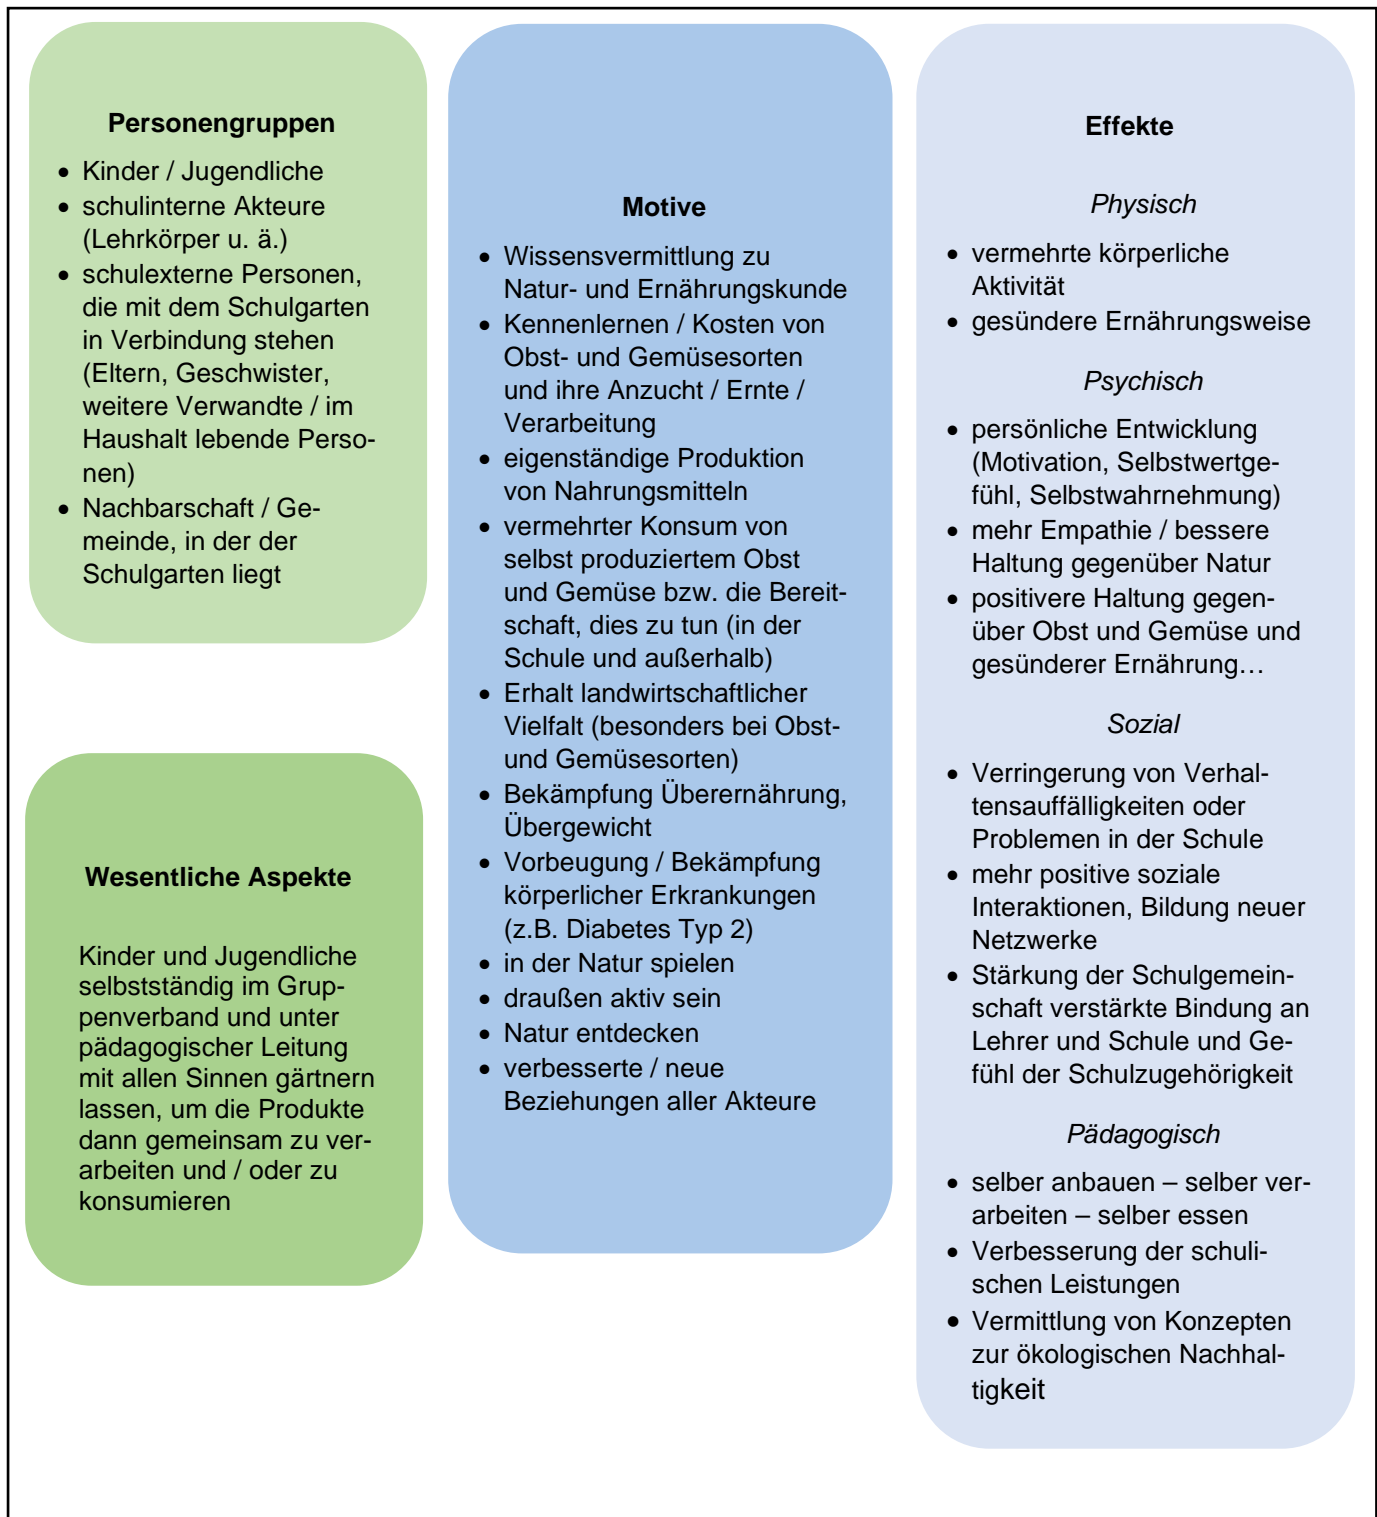 Personengruppen
• Kinder / Jugendliche
• schulinterne Akteure
(Lehrkörper u. ä.)
• schulexterne Personen,
die mit dem Schulgarten
in Verbindung stehen
(Eltern, Geschwister,
weitere Verwandte / im
Haushalt lebende Perso-
nen)
• Nachbarschaft / Ge-
meinde, in der der
Schulgarten liegt
Wesentliche Aspekte
Kinder und Jugendliche
selbstständig im Grup-
penverband und unter
pädagogischer Leitung
mit allen Sinnen gärtnern
lassen, um die Produkte
dann gemeinsam zu ver-
arbeiten und / oder zu
konsumieren
Motive
• Wissensvermittlung zu
Natur- und Ernährungskunde
• Kennenlernen / Kosten von
Obst- und Gemüsesorten
und ihre Anzucht / Ernte /
Verarbeitung
• eigenständige Produktion
von Nahrungsmitteln
• vermehrter Konsum von
selbst produziertem Obst
und Gemüse bzw. die Bereit-
schaft, dies zu tun (in der
Schule und außerhalb)
• Erhalt landwirtschaftlicher
Vielfalt (besonders bei Obst-
und Gemüsesorten)
• Bekämpfung Überernährung,
Übergewicht
• Vorbeugung / Bekämpfung
körperlicher Erkrankungen
(z.B. Diabetes Typ 2)
• in der Natur spielen
• draußen aktiv sein
• Natur entdecken
• verbesserte / neue
Beziehungen aller Akteure
Effekte
Physisch
• vermehrte körperliche
Aktivität
• gesündere Ernährungsweise
Psychisch
• persönliche Entwicklung
(Motivation, Selbstwertge-
fühl, Selbstwahrnehmung)
• mehr Empathie / bessere
Haltung gegenüber Natur
• positivere Haltung gegen-
über Obst und Gemüse und
gesünderer Ernährung…
Sozial
• Verringerung von Verhal-
tensauffälligkeiten oder
Problemen in der Schule
• mehr positive soziale
Interaktionen, Bildung neuer
Netzwerke
• Stärkung der Schulgemein-
schaft verstärkte Bindung an
Lehrer und Schule und Ge-
fühl der Schulzugehörigkeit
Pädagogisch
• selber anbauen – selber ver-
arbeiten – selber essen
• Verbesserung der schuli-
schen Leistungen
• Vermittlung von Konzepten
zur ökologischen Nachhal-
tigkeit